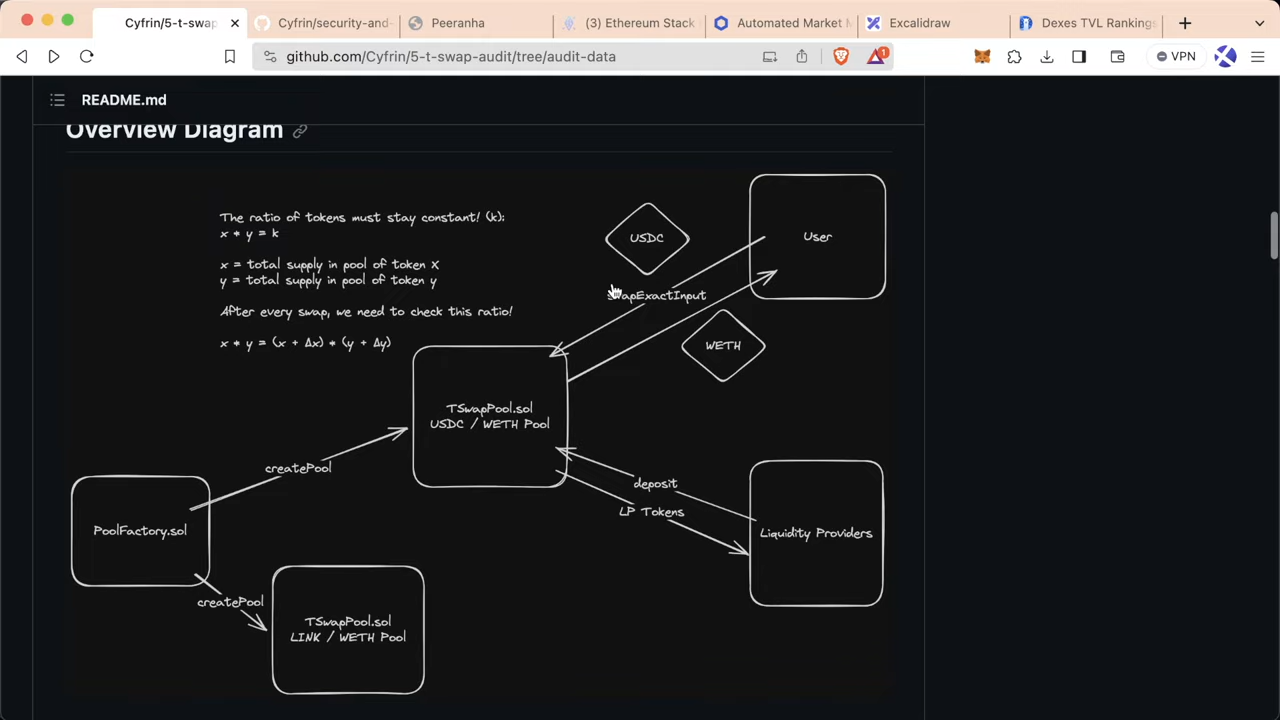 Cyfrin/5-t-swap
Cyfrin/security-and-
Peeranha
(3) Ethereum Stack
Automated Market M
Excalidraw
Dexes TVL Rankings
github.com/Cyfrin/5-t-swap-audit/tree/audit-data
1
VPN
README.md
Overview Diagram
The ratio of tokens must stay constant! (k):
x * y = k
x = total supply in pool of token X
y = total supply in pool of token y
After every swap, we need to check this ratio!
x * y = (x + Δx) * (y + Δy)
USDC
User
swapExactInput
WETH
TSwapPool.sol
USDC / WETH Pool
createPool
deposit
LP Tokens
PoolFactory.sol
Liquidity Providers
createPool
TSwapPool.sol
LINK / WETH Pool